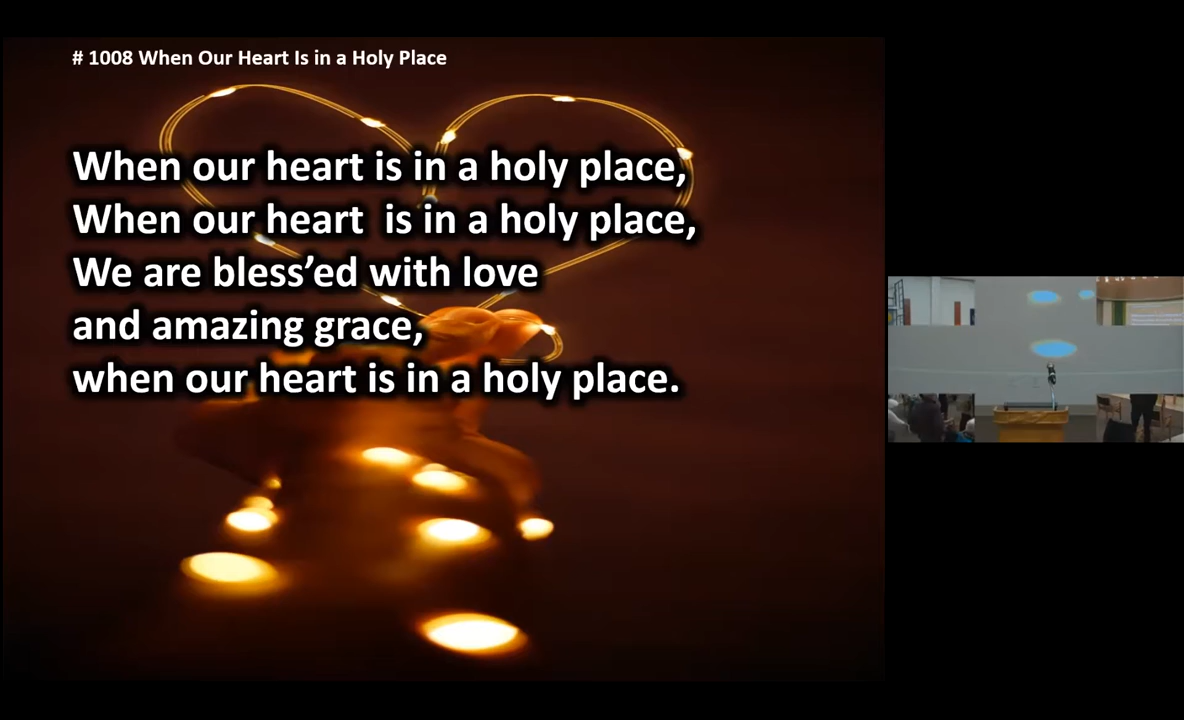 # 1008 When Our Heart Is in a Holy Place
When our heart is in a holy place,
When our heart  is in a holy place,
We are bless’ed with love
and amazing grace,
when our heart is in a holy place.